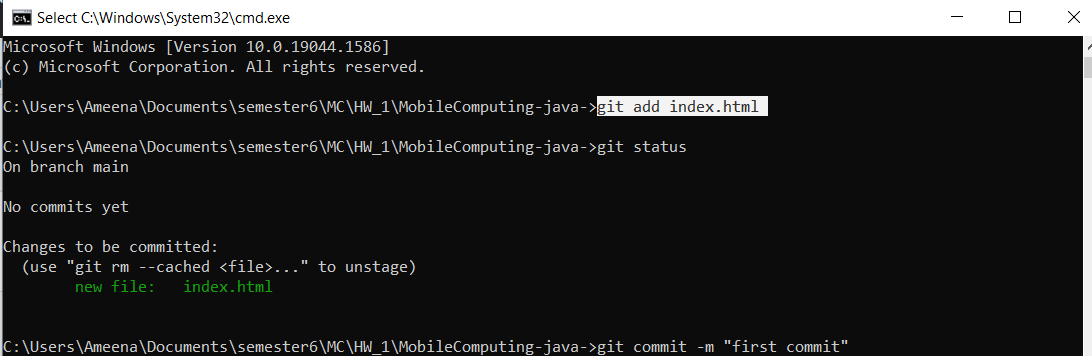 Select C:\Windows\System32\cmd.exe
Microsoft Windows [Version 10.0.19044.1586]
(c) Microsoft Corporation. All rights reserved.
C:\Users\Ameena\Documents\semester6\MC\HW_1\MobileComputing-java->git add index.html
C:\Users\Ameena\Documents\semester6\MC\HW_1\MobileComputing-java->git status
On branch main
No commits yet
Changes to be committed:
  (use "git rm --cached <file>..." to unstage)
        new file:   index.html
C:\Users\Ameena\Documents\semester6\MC\HW_1\MobileComputing-java->git commit -m "first commit"